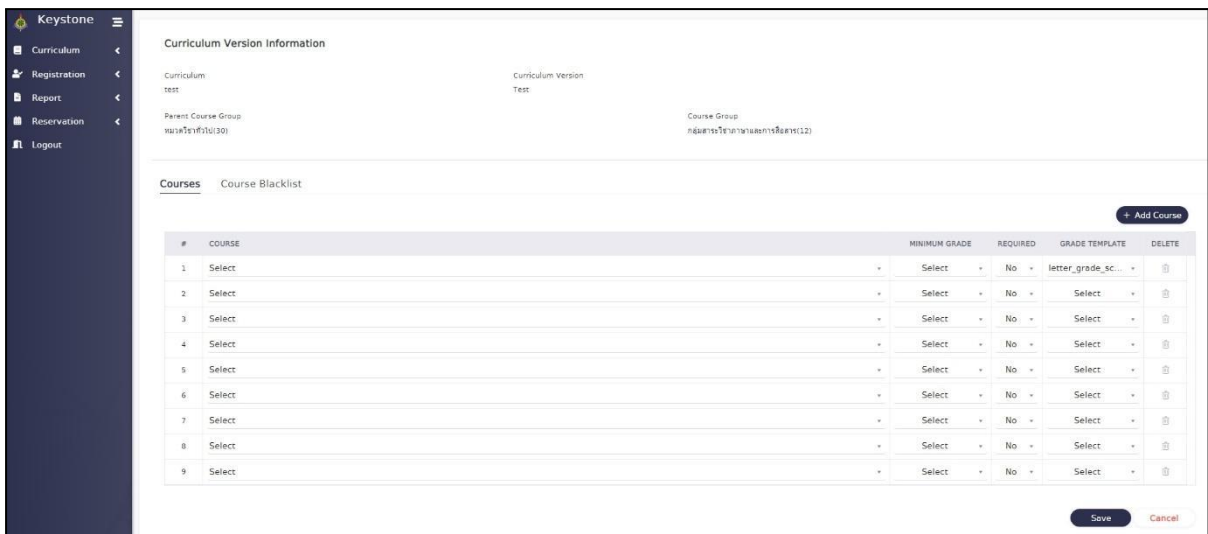 Keystone
Curriculum
Registration
Report
Reservation
Logout
Curriculum Version Information
Curriculum Curriculum Version
test Test
Parent Course Group Course Group
หมวดวิชาทั่วไป(30) กลุ่มสาระวิชาภาษาและการสื่อสาร(12)
Courses Course Blacklist
+ Add Course
# COURSE MINIMUM GRADE REQUIRED GRADE TEMPLATE DELETE
1 Select Select No letter_grade_sc...
2 Select Select No Select
3 Select Select No Select
4 Select Select No Select
5 Select Select No Select
6 Select Select No Select
7 Select Select No Select
8 Select Select No Select
9 Select Select No Select
Save Cancel